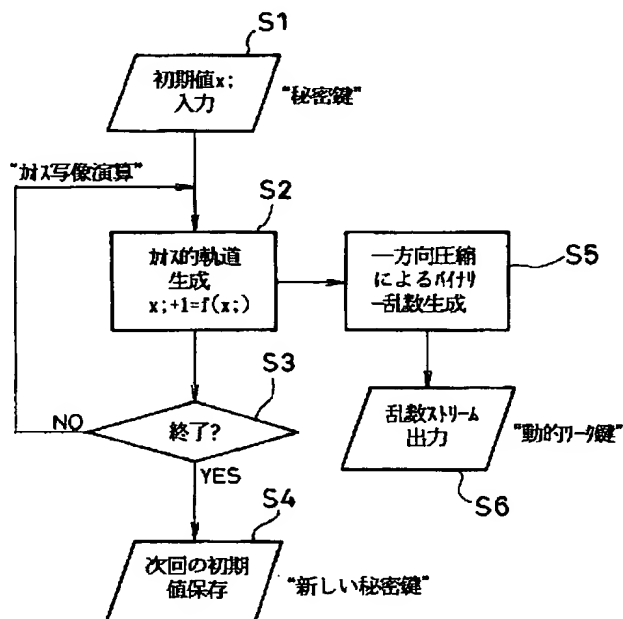 S1
初期値x;
入力
“秘密鍵”
“カオス写像演算”
S2
カオス的軌道
生成
x;+1=f(x;)
一方向圧縮
によるバイナリ
-乱数生成
S5
S3
終了?
NO
YES
乱数ストリーム
出力
“動的ワーク鍵”
S6
S4
次回の初期
値保存
“新しい秘密鍵”